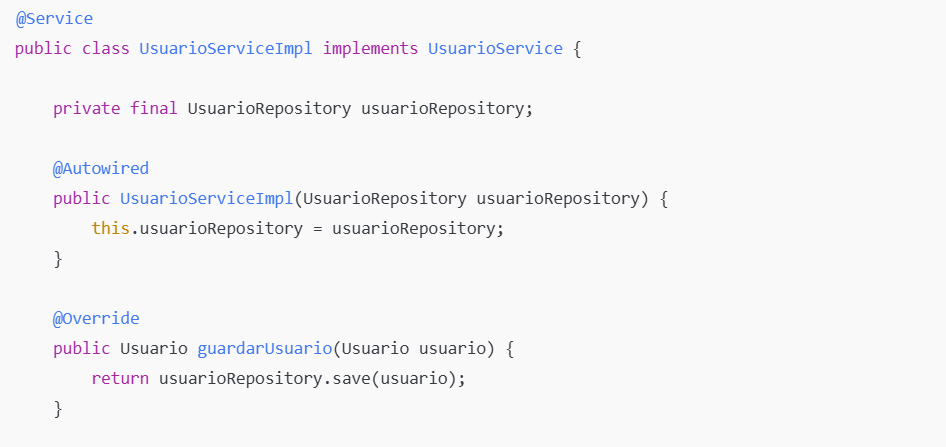 @Service
public class UsuarioServiceImpl implements UsuarioService {
private final UsuarioRepository usuarioRepository;
@Autowired
public UsuarioServiceImpl(UsuarioRepository usuarioRepository) {
this.usuarioRepository = usuarioRepository;
}
@Override
public Usuario guardarUsuario(Usuario usuario) {
return usuarioRepository.save(usuario);
}